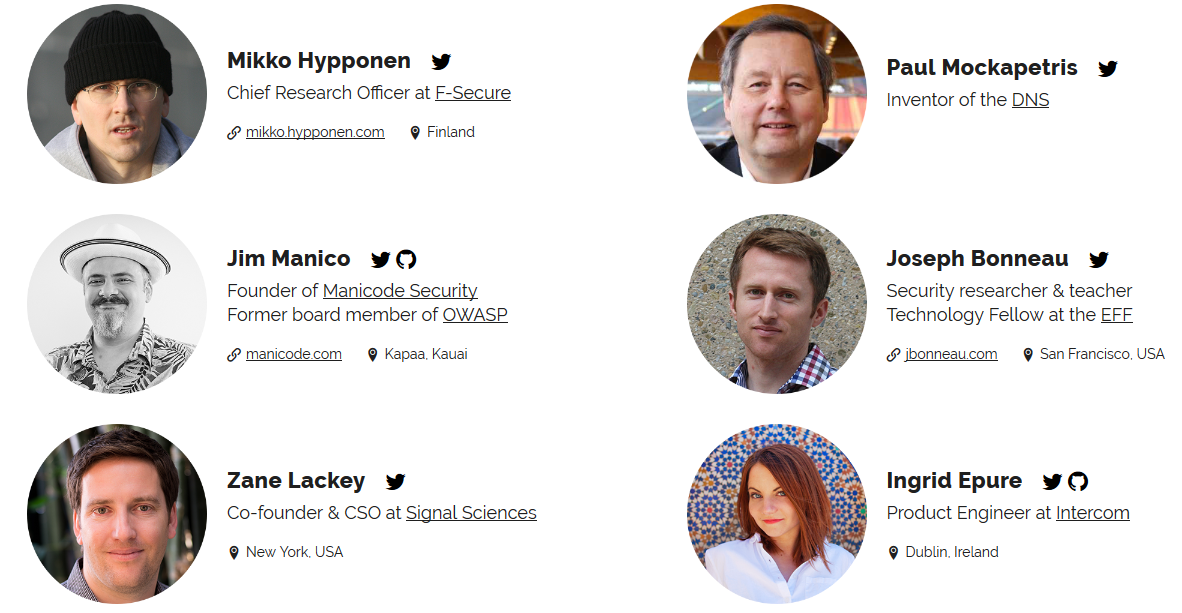 Mikko Hypponen
Chief Research Officer at F-Secure
mikko.hypponen.com Finland
Paul Mockapetris
Inventor of the DNS
Jim Manico
Founder of Manicode Security
Former board member of OWASP
manicode.com Kapaa, Kauai
Joseph Bonneau
Security researcher & teacher
Technology Fellow at the EFF
jbonneau.com San Francisco, USA
Zane Lackey
Co-founder & CSO at Signal Sciences
New York, USA
Ingrid Epure
Product Engineer at Intercom
Dublin, Ireland